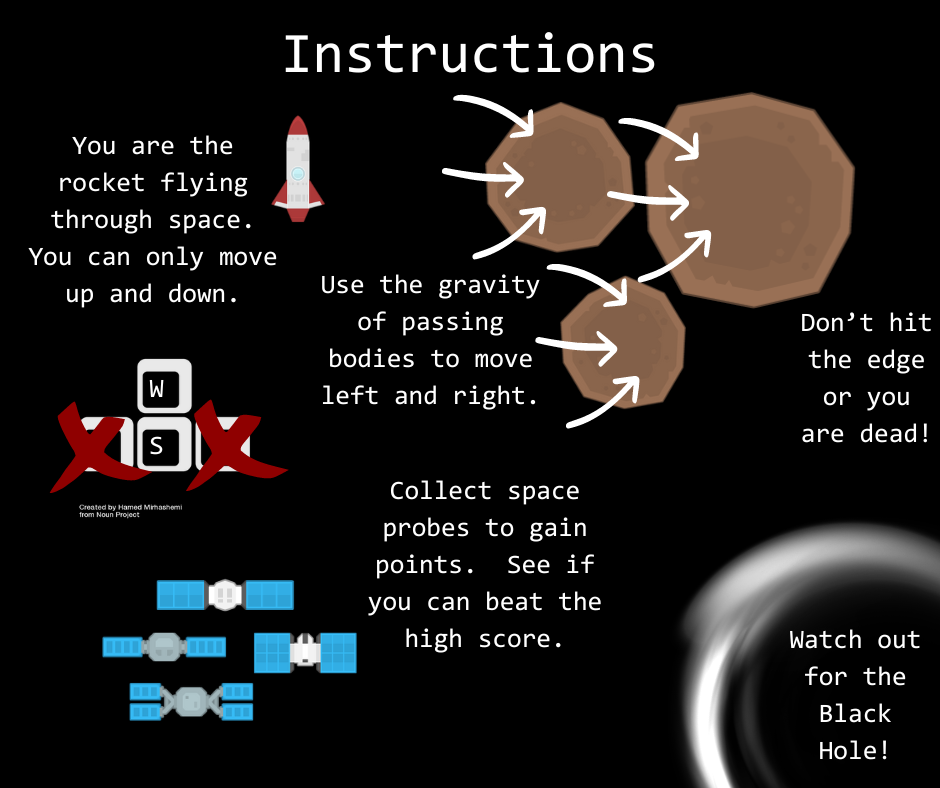 Instructions
You are the
rocket flying
through space.
You can only move
up and down.
Use the gravity
of passing
bodies to move
left and right.
Don’t hit
the edge
or you
are dead!
W
S
Created by Hamed Mirhashemi
from Noun Project
Collect space
probes to gain
points.  See if
you can beat the
high score.
Watch out
for the
Black
Hole!